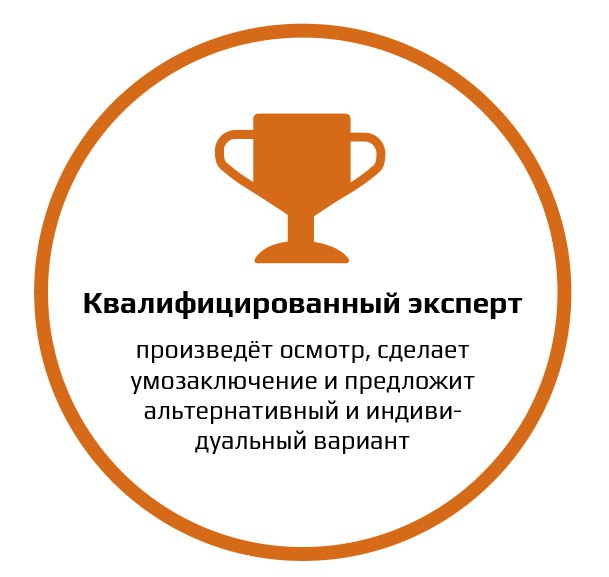 Квалифицированный эксперт
произведёт осмотр, сделает
умозаключение и предложит
альтернативный и индиви-
дуальный вариант